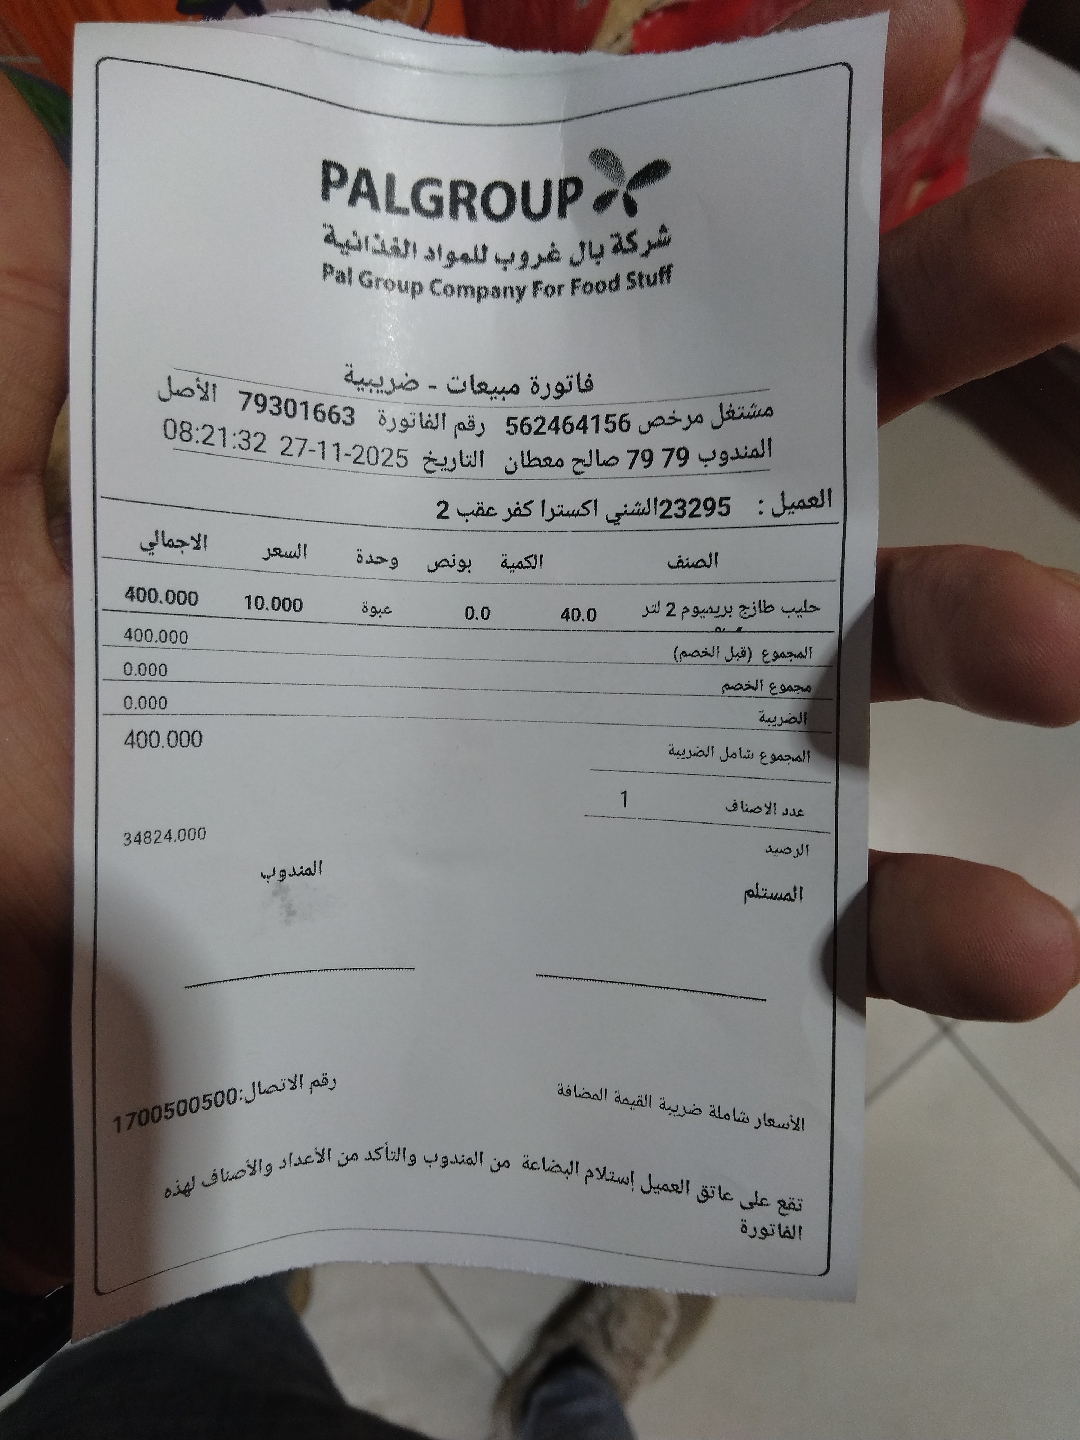 PALGROUP
شركة بال غروب للمواد الغذائية
Pal Group Company For Food Stuff
فاتورة مبيعات - ضريبية
مشتغل مرخص 562464156 رقم الفاتورة 79301663 الأصل
المندوب 79 79 صالح معطان التاريخ 27-11-2025 08:21:32
العميل : 23295الشني اكسترا كفر عقب 2
الصنف الكمية بونص وحدة السعر الاجمالي
حليب طازج بريميوم 2 لتر 40.0 0.0 عبوة 10.000 400.000
المجموع (قبل الخصم) 400.000
مجموع الخصم 0.000
الضريبة 0.000
المجموع شامل الضريبة 400.000
عدد الاصناف 1
الرصيد 34824.000
المستلم المندوب
الأسعار شاملة ضريبة القيمة المضافة رقم الاتصال:1700500500
تقع على عاتق العميل إستلام البضاعة من المندوب والتأكد من الأعداد والأصناف لهذه
الفاتورة